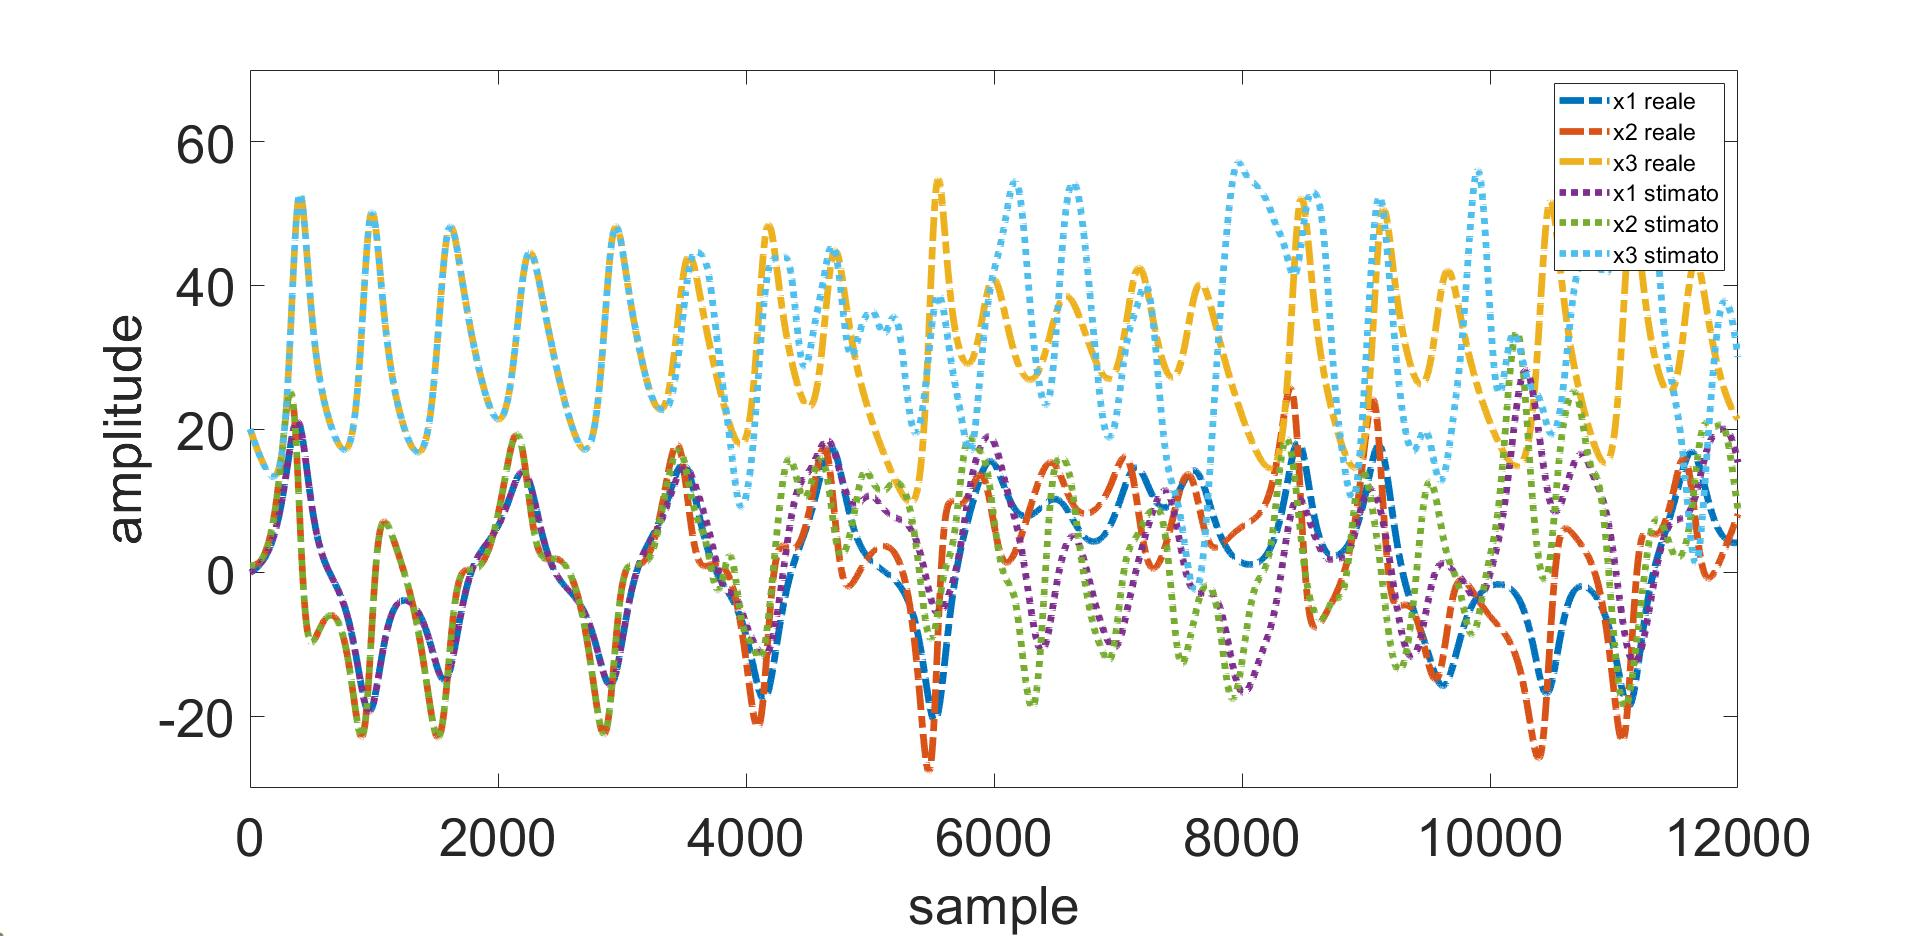 60
40
20
0
-20
amplitude
0 2000 4000 6000 8000 10000 12000
sample
x1 reale
x2 reale
x3 reale
x1 stimato
x2 stimato
x3 stimato